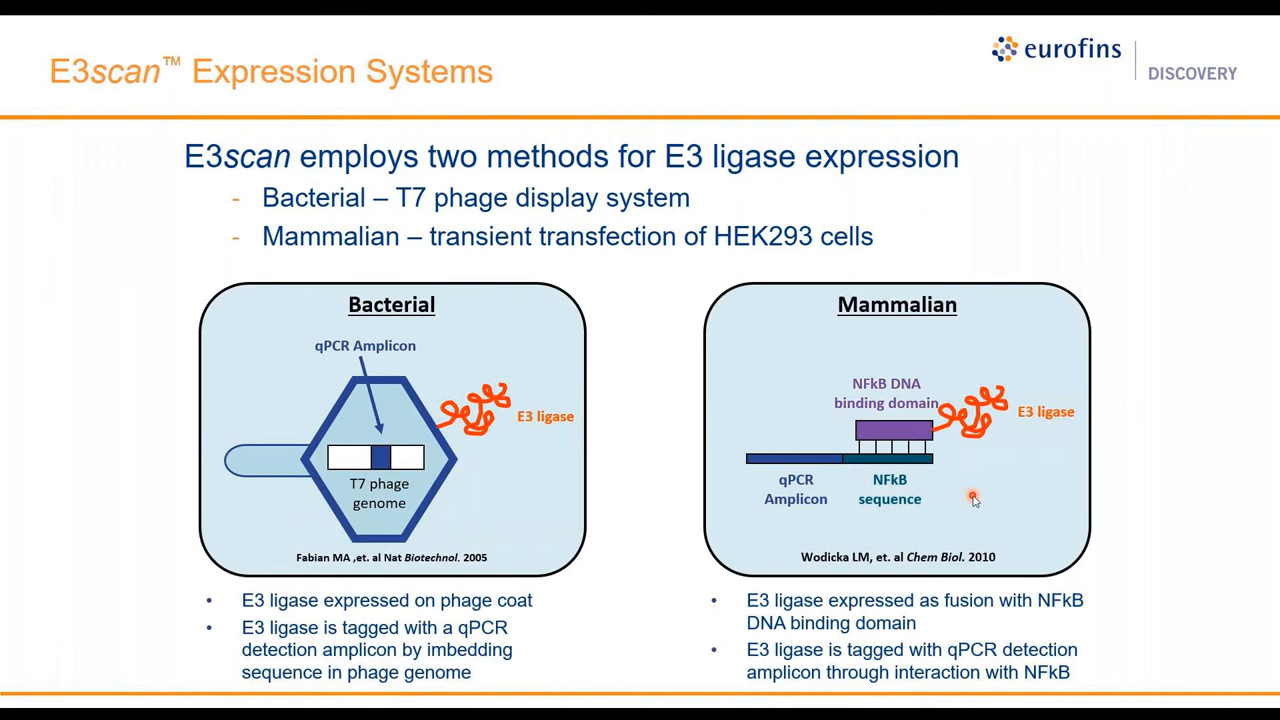 E3scan™ Expression Systems
eurofins
DISCOVERY
E3scan employs two methods for E3 ligase expression
- Bacterial – T7 phage display system
- Mammalian – transient transfection of HEK293 cells
Bacterial
qPCR Amplicon
E3 ligase
T7 phage
genome
Fabian MA ,et. al Nat Biotechnol. 2005
• E3 ligase expressed on phage coat
• E3 ligase is tagged with a qPCR
detection amplicon by imbedding
sequence in phage genome
Mammalian
NFkB DNA
binding domain
E3 ligase
qPCR
Amplicon
NFkB
sequence
Wodicka LM, et. al Chem Biol. 2010
• E3 ligase expressed as fusion with NFkB
DNA binding domain
• E3 ligase is tagged with qPCR detection
amplicon through interaction with NFkB